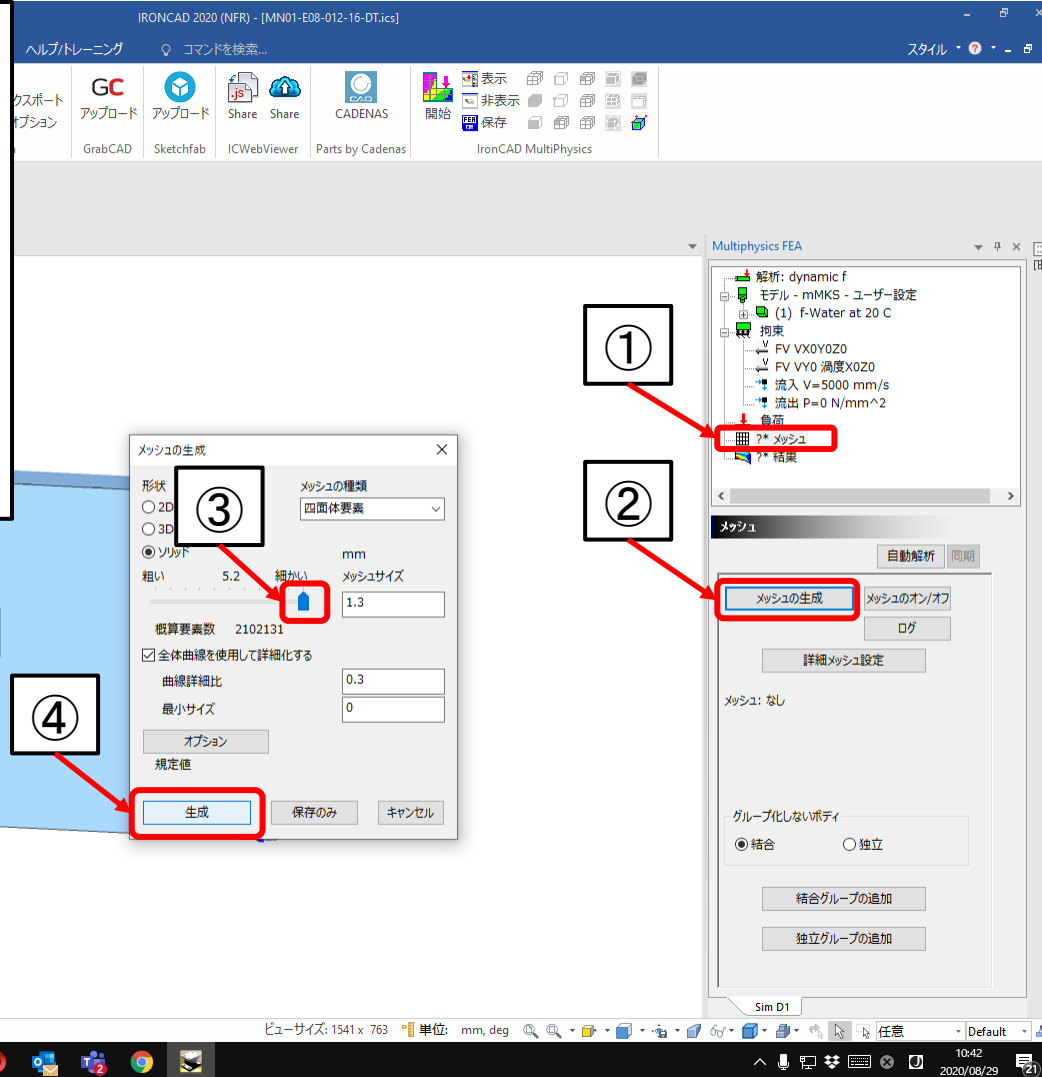 IRONCAD 2020 (NFR) - [MN01-E08-012-16-DT.ics]
ヘルプ/トレーニング コマンドを検索... スタイル
クスポート
オプション
GC
アップロード アップロード Share Share CADENAS 開始
表示
非表示
保存
GrabCAD Sketchfab ICWebViewer Parts by Cadenas IronCAD MultiPhysics
Multiphysics FEA
解析: dynamic f
モデル - mMKS - ユーザー設定
(1) f-Water at 20 C
拘束
FV VX0Y0Z0
FV VY0 渦度X0Z0
流入 V=5000 mm/s
流出 P=0 N/mm^2
負荷
?* メッシュ
?* 結果
①
②
③
④
メッシュ
自動解析 同期
メッシュの生成 メッシュのオン/オフ
ログ
詳細メッシュ設定
メッシュ: なし
グループ化しないボディ
結合 独立
結合グループの追加
独立グループの追加
Sim D1
メッシュの生成
形状 メッシュの種類
2D 四面体要素
3D
ソリッド mm
粗い 5.2 細かい メッシュサイズ
1.3
概算要素数 2102131
全体曲線を使用して詳細化する
曲線詳細比 0.3
最小サイズ 0
オプション
規定値
生成 保存のみ キャンセル
ビューサイズ: 1541 x 763 単位: mm, deg 任意 Default
10:42
2020/08/29
2
21